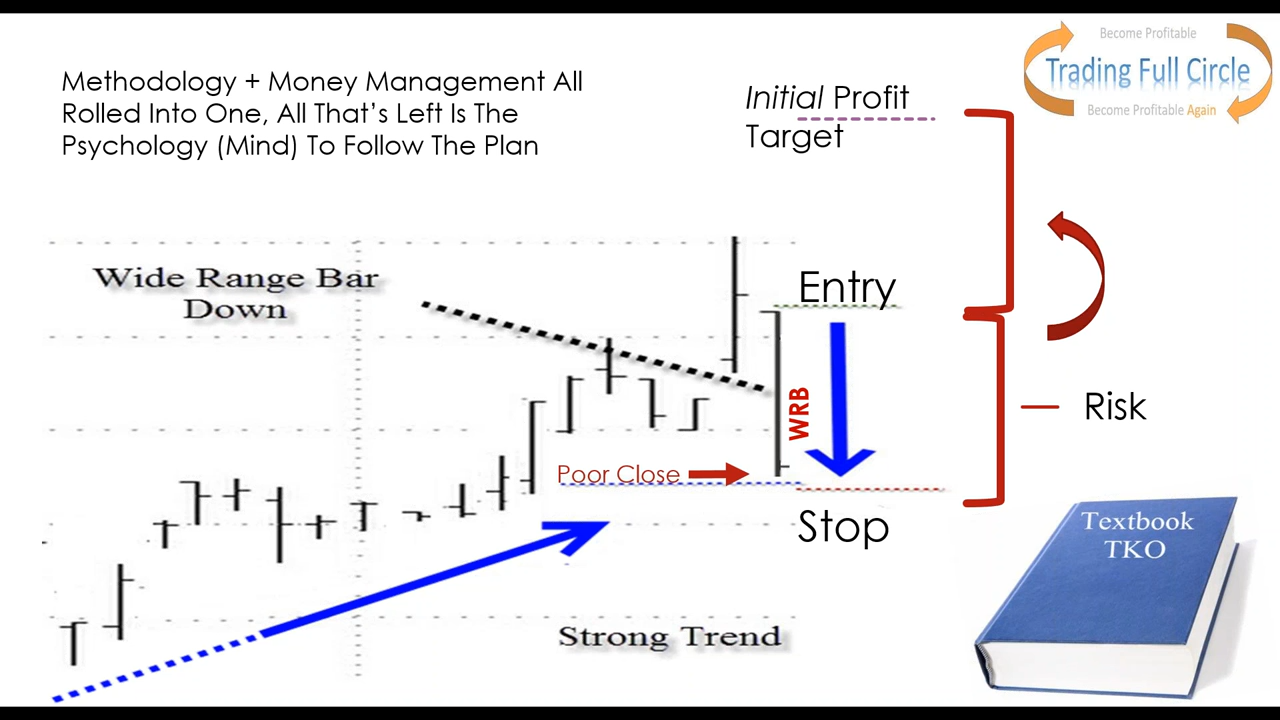 Become Profitable
Trading Full Circle
Become Profitable Again
Methodology + Money Management All
Rolled Into One, All That’s Left Is The
Psychology (Mind) To Follow The Plan
Initial Profit
Target
Wide Range Bar
Down
Entry
WRB
Risk
Poor Close
Stop
Textbook
TKO
Strong Trend